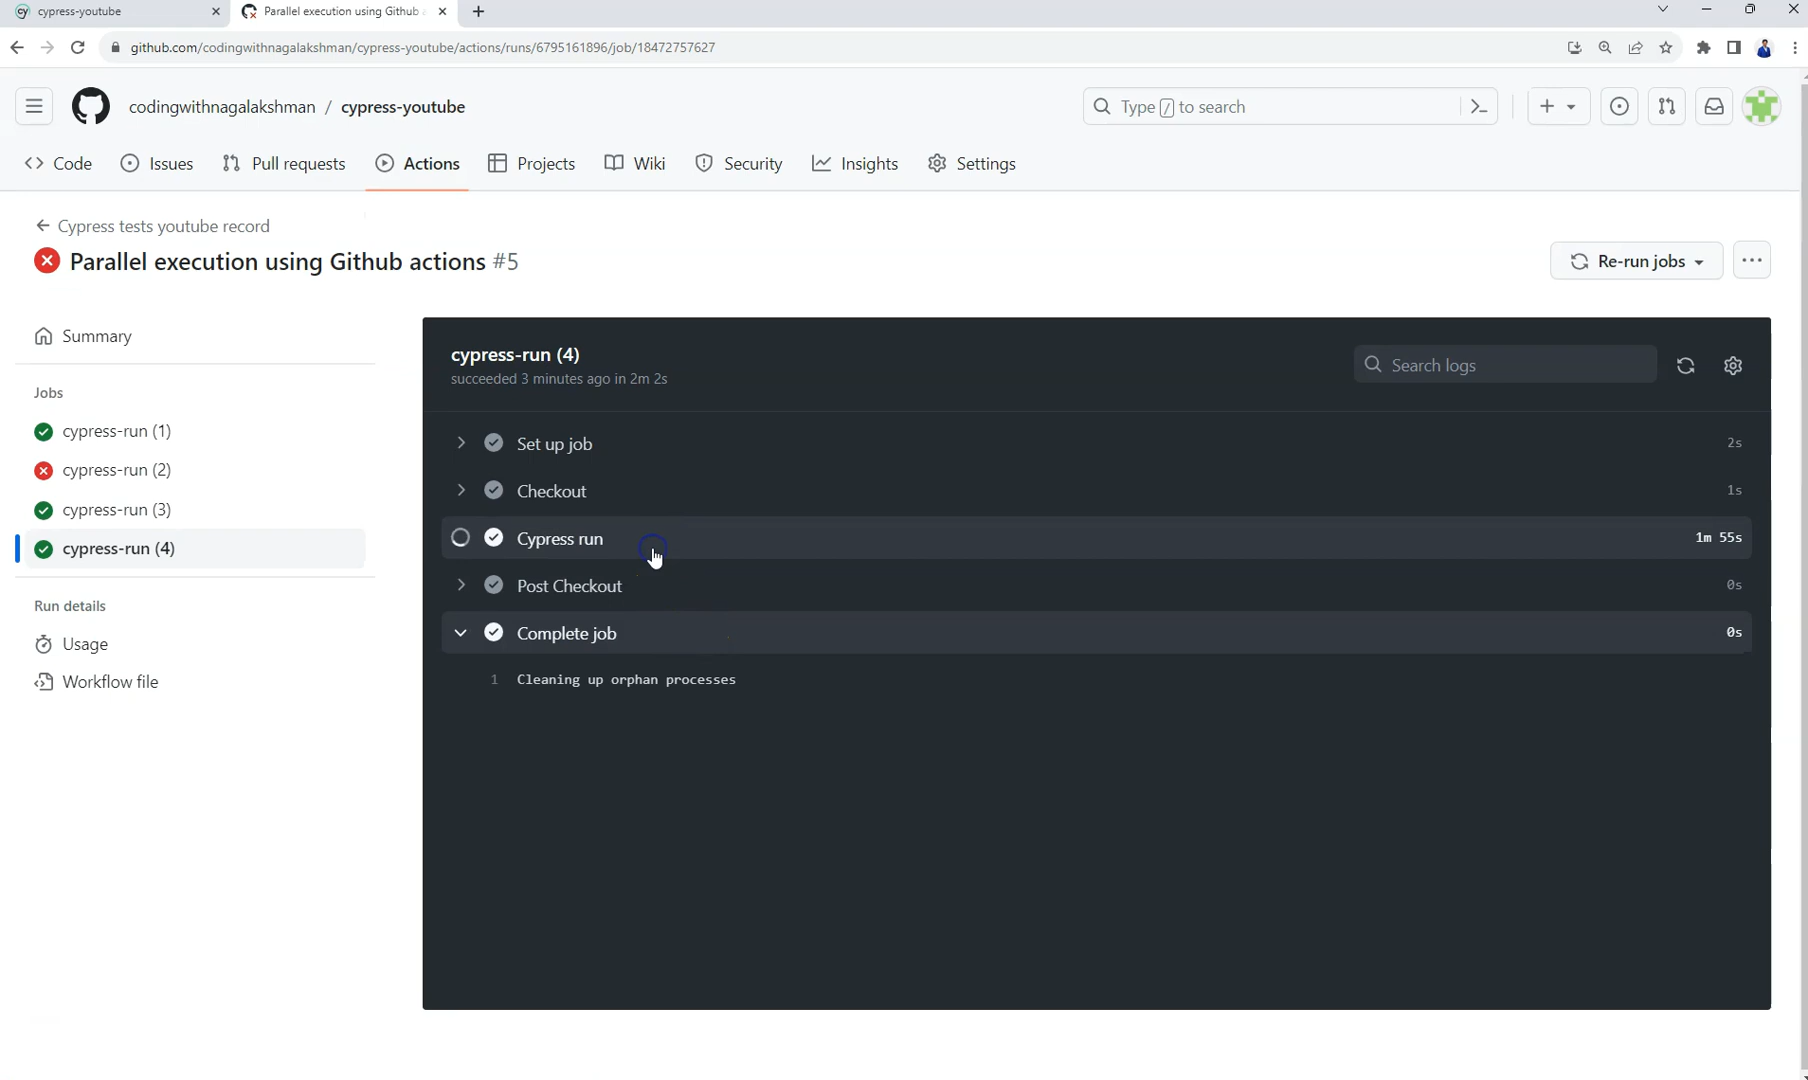 cy cypress-youtube
Parallel execution using Github
github.com/codingwithnagalakshman/cypress-youtube/actions/runs/6795161896/job/18472757627
codingwithnagalakshman / cypress-youtube
Type / to search
Code Issues Pull requests Actions Projects Wiki Security Insights Settings
Cypress tests youtube record
Parallel execution using Github actions #5
Re-run jobs
Summary
Jobs
cypress-run (1)
cypress-run (2)
cypress-run (3)
cypress-run (4)
Run details
Usage
Workflow file
cypress-run (4)
succeeded 3 minutes ago in 2m 2s
Search logs
Set up job 2s
Checkout 1s
Cypress run 1m 55s
Post Checkout 0s
Complete job 0s
1 Cleaning up orphan processes